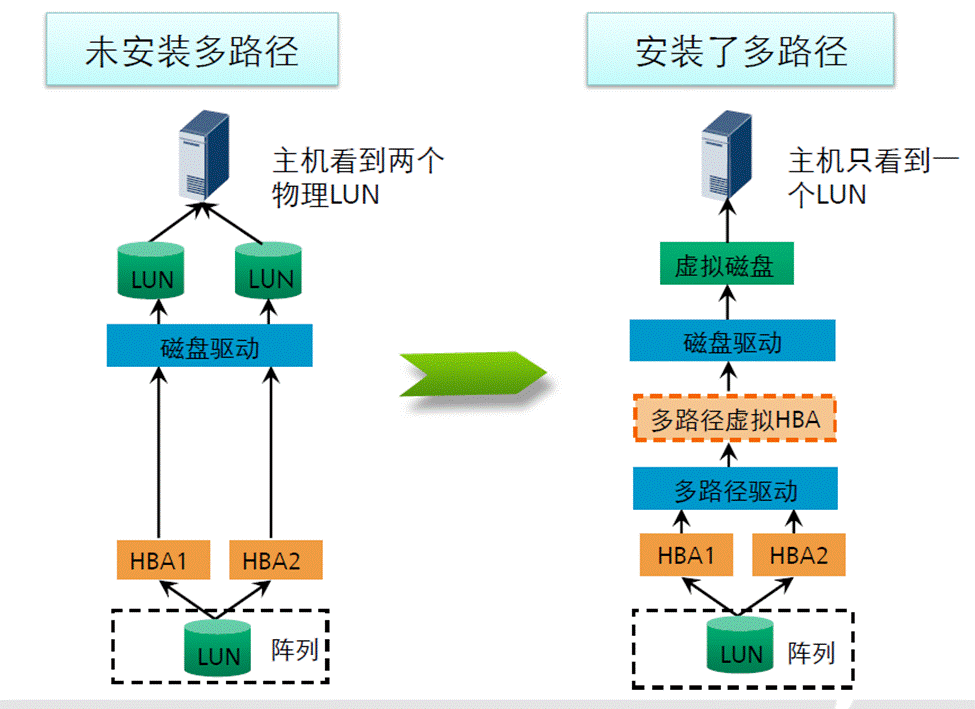 未安装多路径
安装了多路径
主机看到两个
物理LUN
LUN
LUN
磁盘驱动
HBA1
HBA2
LUN
阵列
主机只看到一
个LUN
虚拟磁盘
磁盘驱动
多路径虚拟HBA
多路径驱动
HBA1
HBA2
LUN
阵列